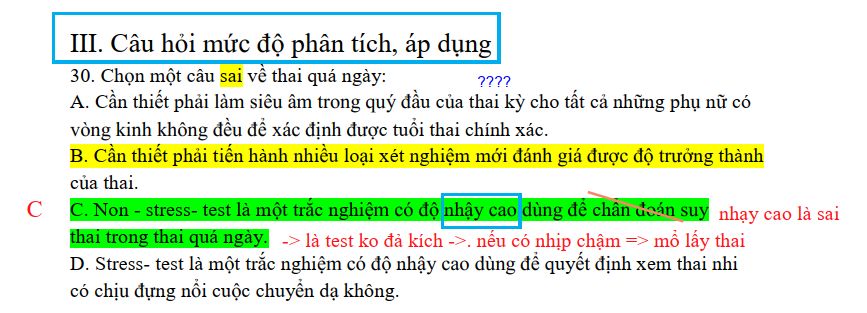 III. Câu hỏi mức độ phân tích, áp dụng
30. Chọn một câu sai về thai quá ngày:
????
A. Cần thiết phải làm siêu âm trong quý đầu của thai kỳ cho tất cả những phụ nữ có
vòng kinh không đều để xác định được tuổi thai chính xác.
B. Cần thiết phải tiến hành nhiều loại xét nghiệm mới đánh giá được độ trưởng thành
của thai.
C C. Non - stress- test là một trắc nghiệm có độ nhậy cao dùng để chẩn đoán suy nhạy cao là sai
thai trong thai quá ngày. -> là test ko đả kích ->. nếu có nhịp chậm => mổ lấy thai
D. Stress- test là một trắc nghiệm có độ nhậy cao dùng để quyết định xem thai nhi
có chịu đựng nổi cuộc chuyển dạ không.